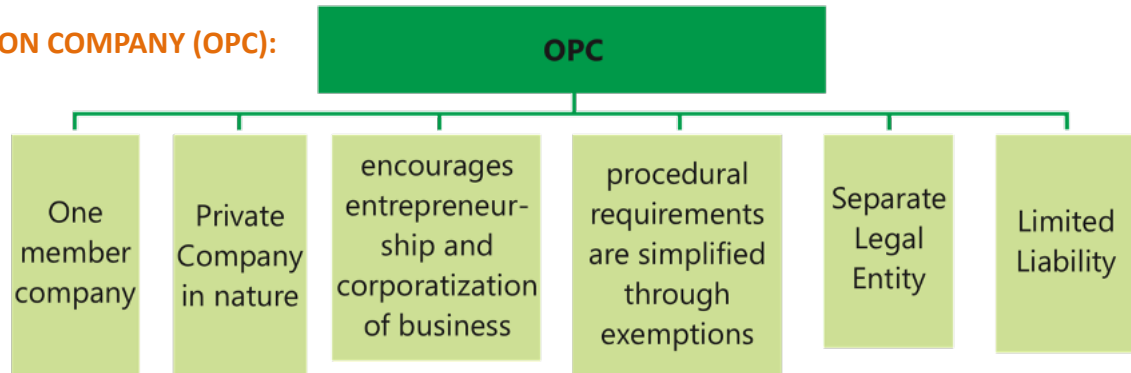 ON COMPANY (OPC):
OPC
One
member
company
Private
Company
in nature
encourages
entrepreneur-
ship and
corporatization
of business
procedural
requirements
are simplified
through
exemptions
Separate
Legal
Entity
Limited
Liability